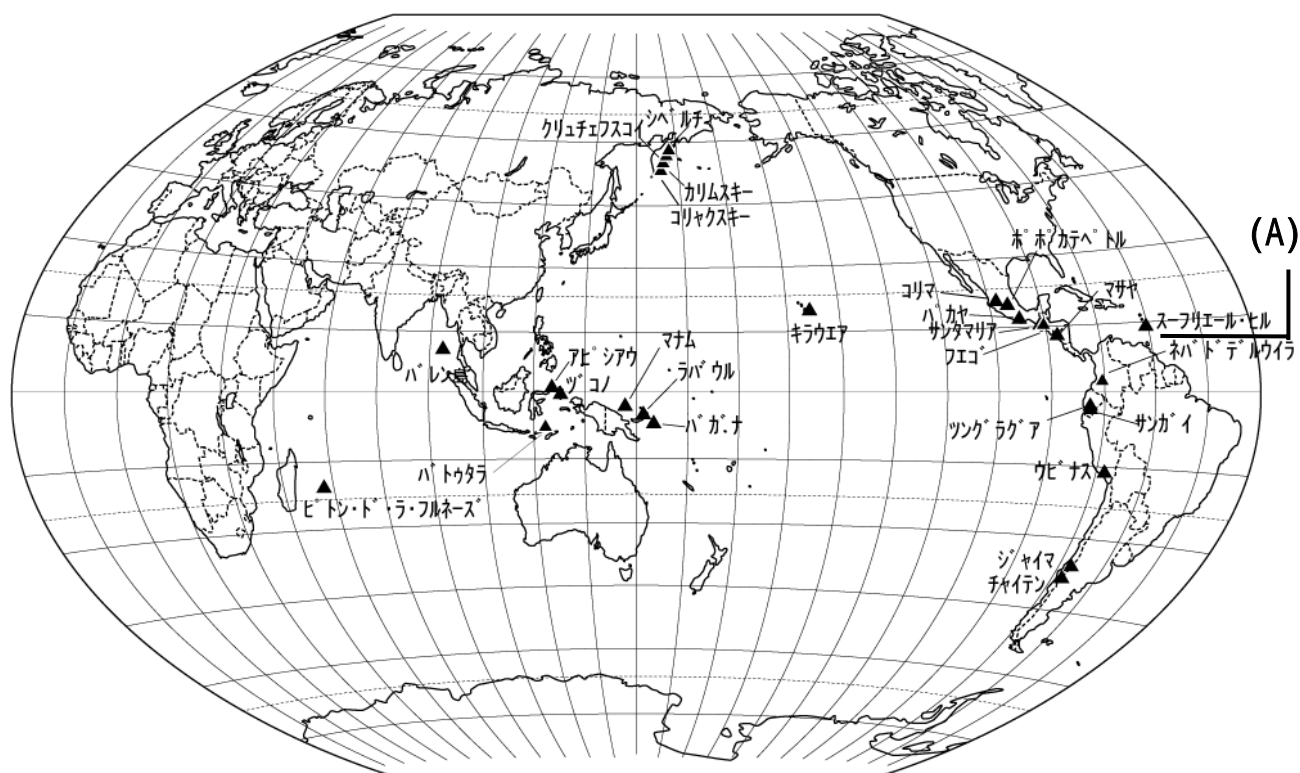 クリュチェフスコイ
シベルチ
カリムスキー
コリャクスキー
(A)
ポポカテペトル
コリマ
マサヤ
パカヤ
サンタマリア
フエゴ
スーフリエール・ヒル
ネバドデルウイラ
キラウエア
マナム
アピシアウ
・ラバウル
バレン島
ヅコノ
バガナ
ツングラグア
サンガイ
バトゥタラ
ウビナス
ピトン・ド・ラ・フルネーズ
ジャイマ
チャイテン